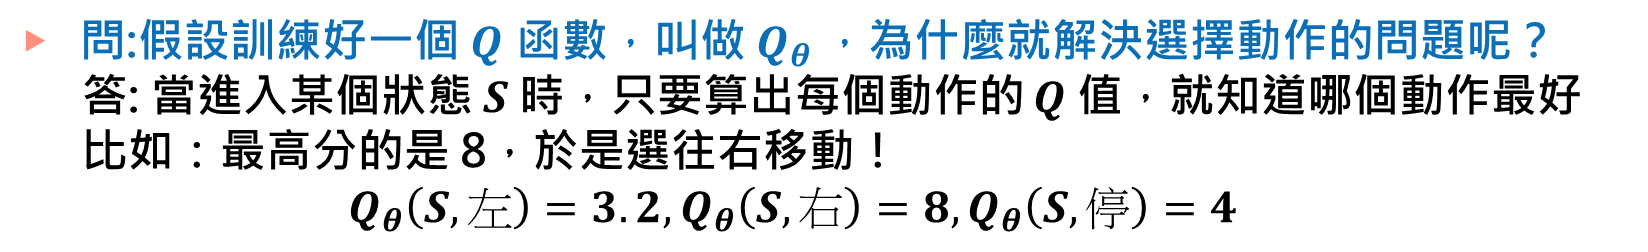 問:假設訓練好一個 Q 函數，叫做 Qθ ，為什麼就解決選擇動作的問題呢？
答: 當進入某個狀態 S 時，只要算出每個動作的 Q 值，就知道哪個動作最好
比如：最高分的是 8，於是選往右移動！
Qθ(S, 左) = 3.2, Qθ(S, 右) = 8, Qθ(S, 停) = 4